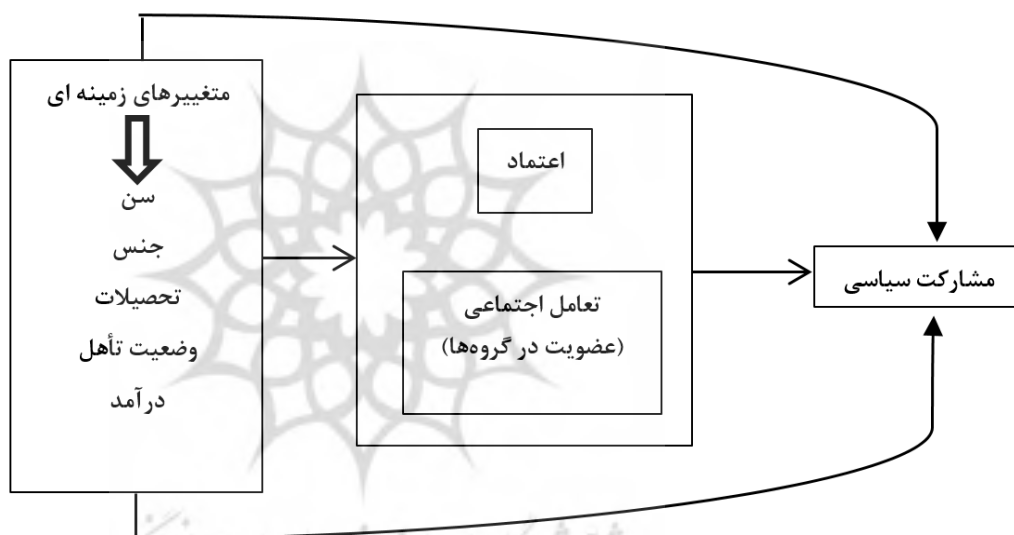 متغییرهای زمینه ای
سن
جنس
تحصیلات
وضعیت تأهل
درآمد
اعتماد
تعامل اجتماعی
(عضویت در گروه‌ها)
مشارکت سیاسی